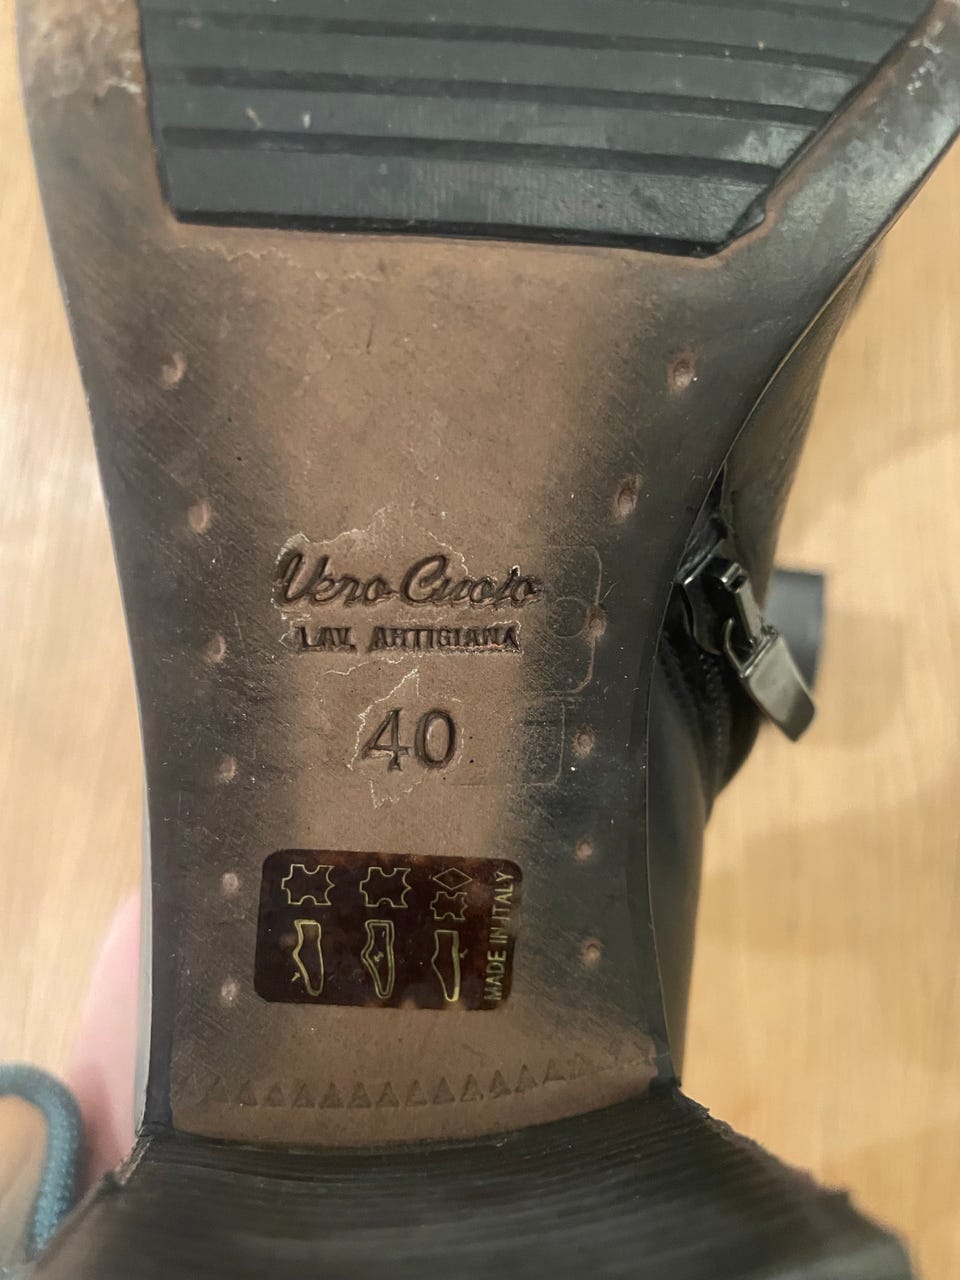 Vero Cuoio
LAV. ARTIGIANA
40
MADE IN ITALY